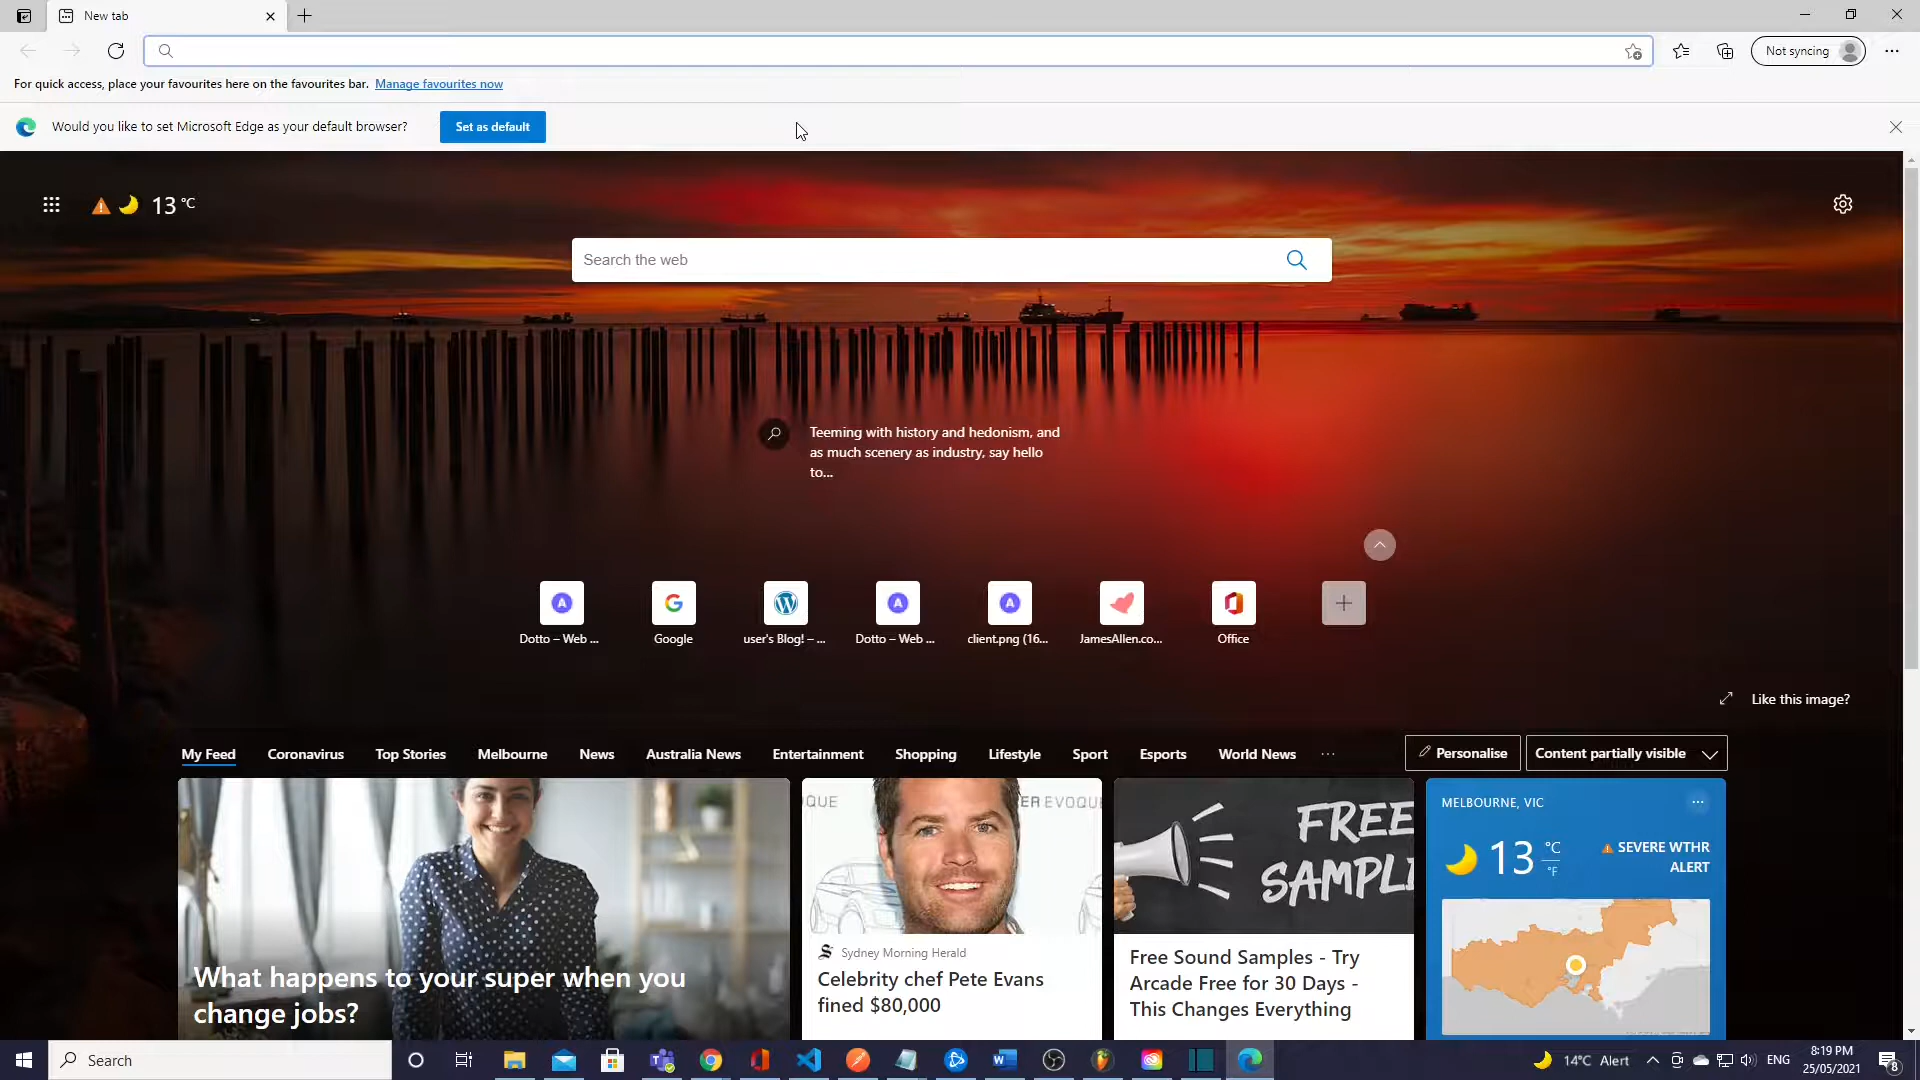 New tab
Not syncing
For quick access, place your favourites here on the favourites bar. Manage favourites now
Would you like to set Microsoft Edge as your default browser?
Set as default
13 °C
Search the web
Teeming with history and hedonism, and
as much scenery as industry, say hello
to...
Dotto – Web ...
Google
user's Blog! – ...
Dotto – Web ...
client.png (16...
JamesAllen.co...
Office
Like this image?
My Feed
Coronavirus
Top Stories
Melbourne
News
Australia News
Entertainment
Shopping
Lifestyle
Sport
Esports
World News
Personalise
Content partially visible
What happens to your super when you
change jobs?
OQUE
ER EVOQU
Sydney Morning Herald
Celebrity chef Pete Evans
fined $80,000
FREE
SAMPL
Free Sound Samples - Try
Arcade Free for 30 Days -
This Changes Everything
MELBOURNE, VIC
13 °C
°F
SEVERE WTHR
ALERT
Search
14°C Alert
ENG
8:19 PM
25/05/2021
8